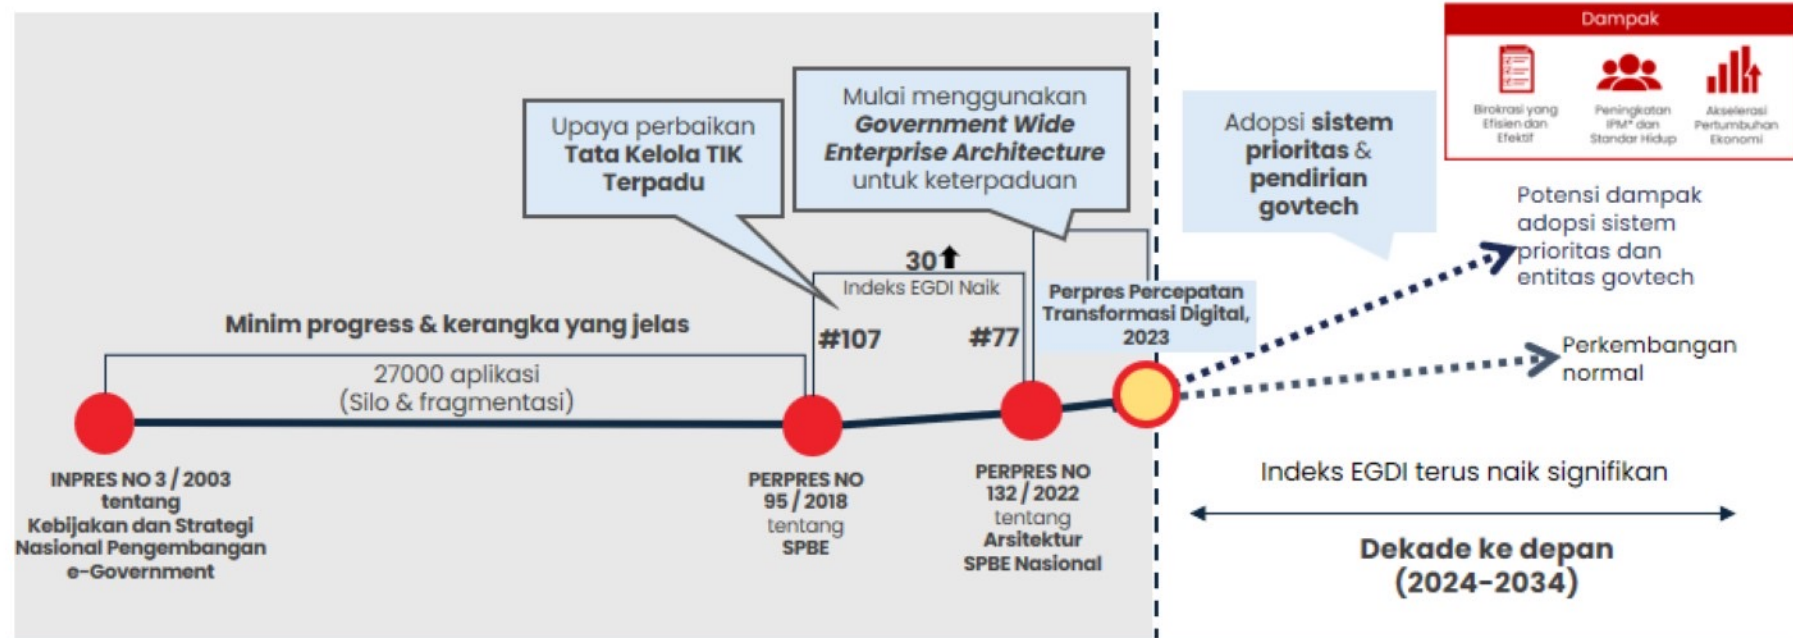 Dampak
Birokrasi yang
Efisien dan
Efektif
Peningkatan
IPM* dan
Standar Hidup
Akselerasi
Pertumbuhan
Ekonomi
Upaya perbaikan
Tata Kelola TIK
Terpadu
Mulai menggunakan
Government Wide
Enterprise Architecture
untuk keterpaduan
Adopsi sistem
prioritas &
pendirian
govtech
Potensi dampak
adopsi sistem
prioritas dan
entitas govtech
30
Indeks EGDI Naik
#107
#77
Perpres Percepatan
Transformasi Digital,
2023
Minim progress & kerangka yang jelas
27000 aplikasi
(Silo & fragmentasi)
Perkembangan
normal
INPRES NO 3 / 2003
tentang
Kebijakan dan Strategi
Nasional Pengembangan
e-Government
PERPRES NO
95 / 2018
tentang
SPBE
PERPRES NO
132 / 2022
tentang
Arsitektur
SPBE Nasional
Indeks EGDI terus naik signifikan
Dekade ke depan
(2024-2034)